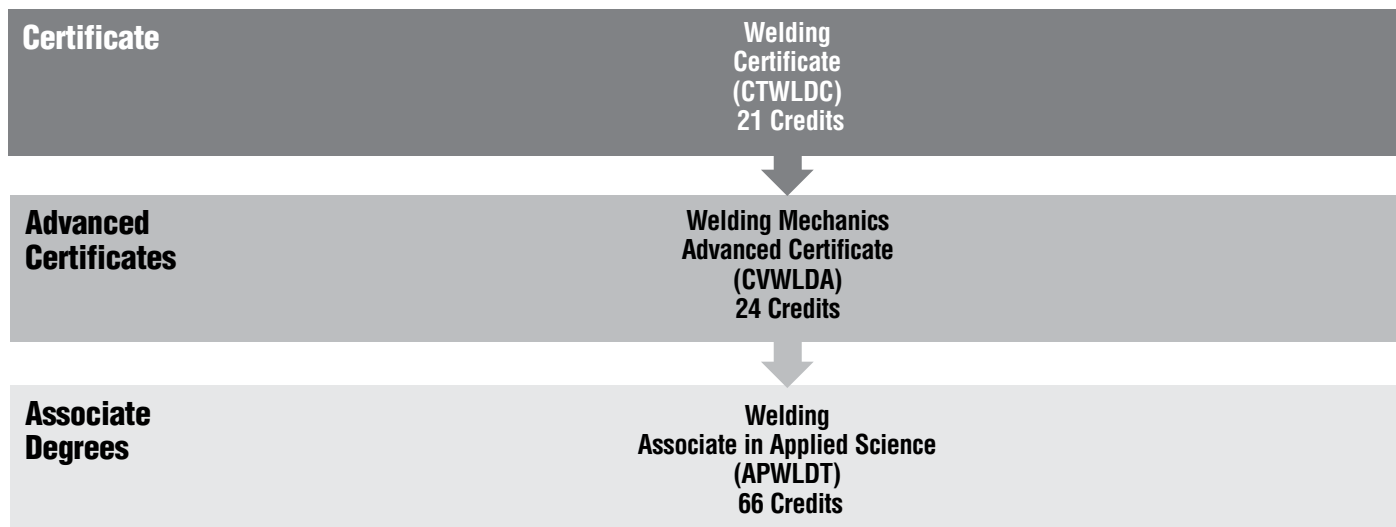 Certificate
Welding
Certificate
(CTWLDC)
21 Credits
Advanced
Certificates
Welding Mechanics
Advanced Certificate
(CVWLDA)
24 Credits
Associate
Degrees
Welding
Associate in Applied Science
(APWLDT)
66 Credits